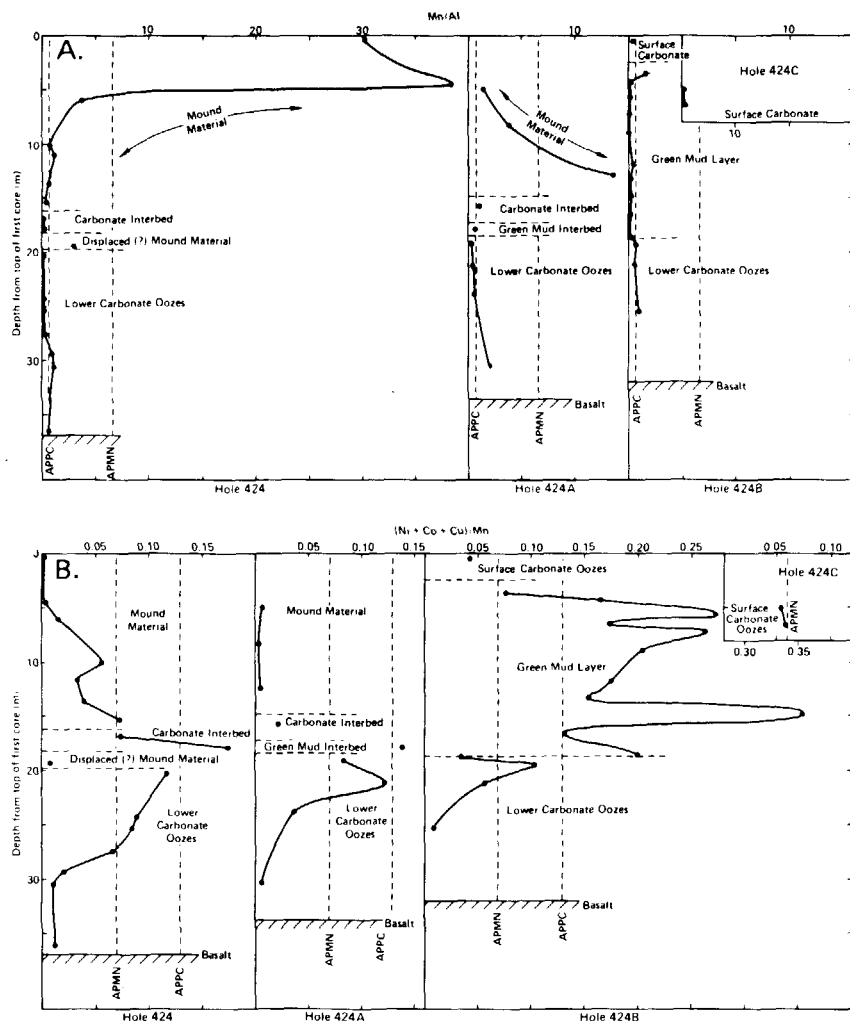 Mn/Al
10 20 30 10 10
A.
0
10
20
30
Depth from top of first core (m)
Mound
Material
Carbonate Interbed
Displaced (?) Mound Material
Lower Carbonate Oozes
APPC
APMN
Hole 424
Mound
Material
Carbonate Interbed
Green Mud Interbed
Lower Carbonate Oozes
Basalt
APPC
APMN
Hole 424A
Surface
Carbonate
Green Mud Layer
Lower Carbonate Oozes
Basalt
APPC
APMN
Hole 424B
Hole 424C
Surface Carbonate
10
(Ni + Co + Cu)/Mn
0.05 0.10 0.15 0.05 0.10 0.05 0.10 0.15 0.20 0.25 0.05 0.10
B.
10
20
30
Depth from top of first core (m)
Mound
Material
Carbonate Interbed
Displaced (?) Mound Material
Lower
Carbonate
Oozes
Basalt
APMN
APPC
Hole 424
Mound Material
Carbonate Interbed
Green Mud Interbed
Lower
Carbonate
Oozes
Basalt
APMN
APPC
Hole 424A
Surface Carbonate Oozes
Green Mud Layer
Lower Carbonate Oozes
Basalt
APMN
APPC
Hole 424B
Hole 424C
Surface
Carbonate
Oozes
APMN
0.30 0.35